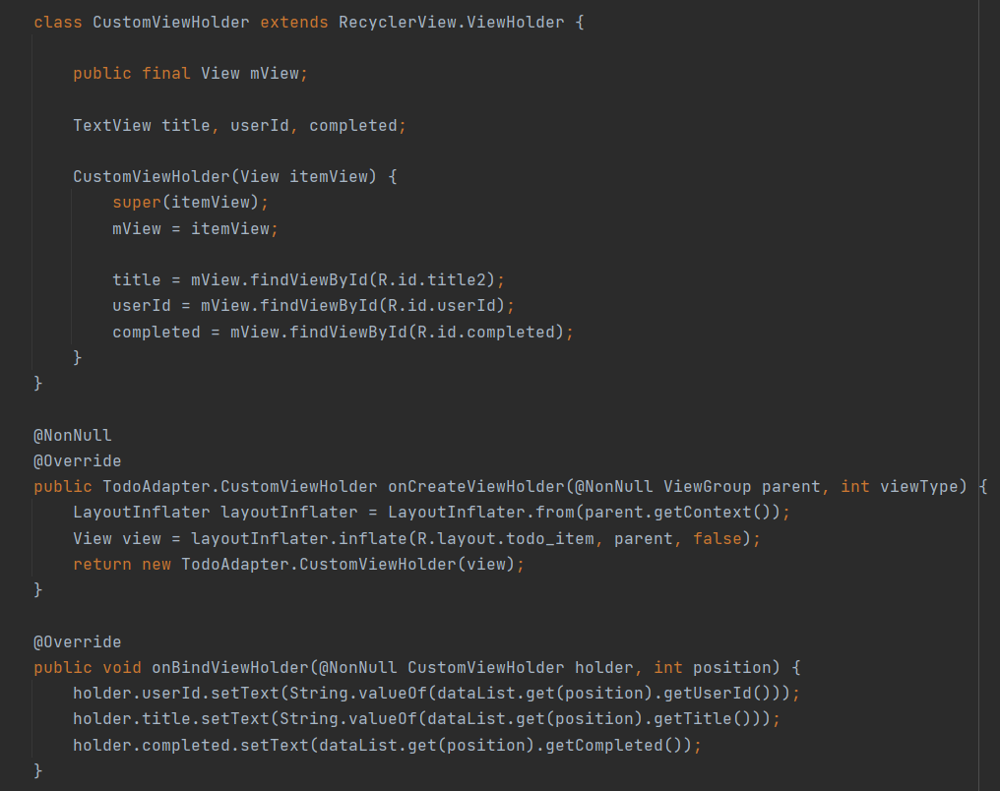 class CustomViewHolder extends RecyclerView.ViewHolder {
public final View mView;
TextView title, userId, completed;
CustomViewHolder(View itemView) {
super(itemView);
mView = itemView;
title = mView.findViewById(R.id.title2);
userId = mView.findViewById(R.id.userId);
completed = mView.findViewById(R.id.completed);
}
}
@NonNull
@Override
public TodoAdapter.CustomViewHolder onCreateViewHolder(@NonNull ViewGroup parent, int viewType) {
LayoutInflater layoutInflater = LayoutInflater.from(parent.getContext());
View view = layoutInflater.inflate(R.layout.todo_item, parent, false);
return new TodoAdapter.CustomViewHolder(view);
}
@Override
public void onBindViewHolder(@NonNull CustomViewHolder holder, int position) {
holder.userId.setText(String.valueOf(dataList.get(position).getUserId()));
holder.title.setText(String.valueOf(dataList.get(position).getTitle()));
holder.completed.setText(dataList.get(position).getCompleted());
}